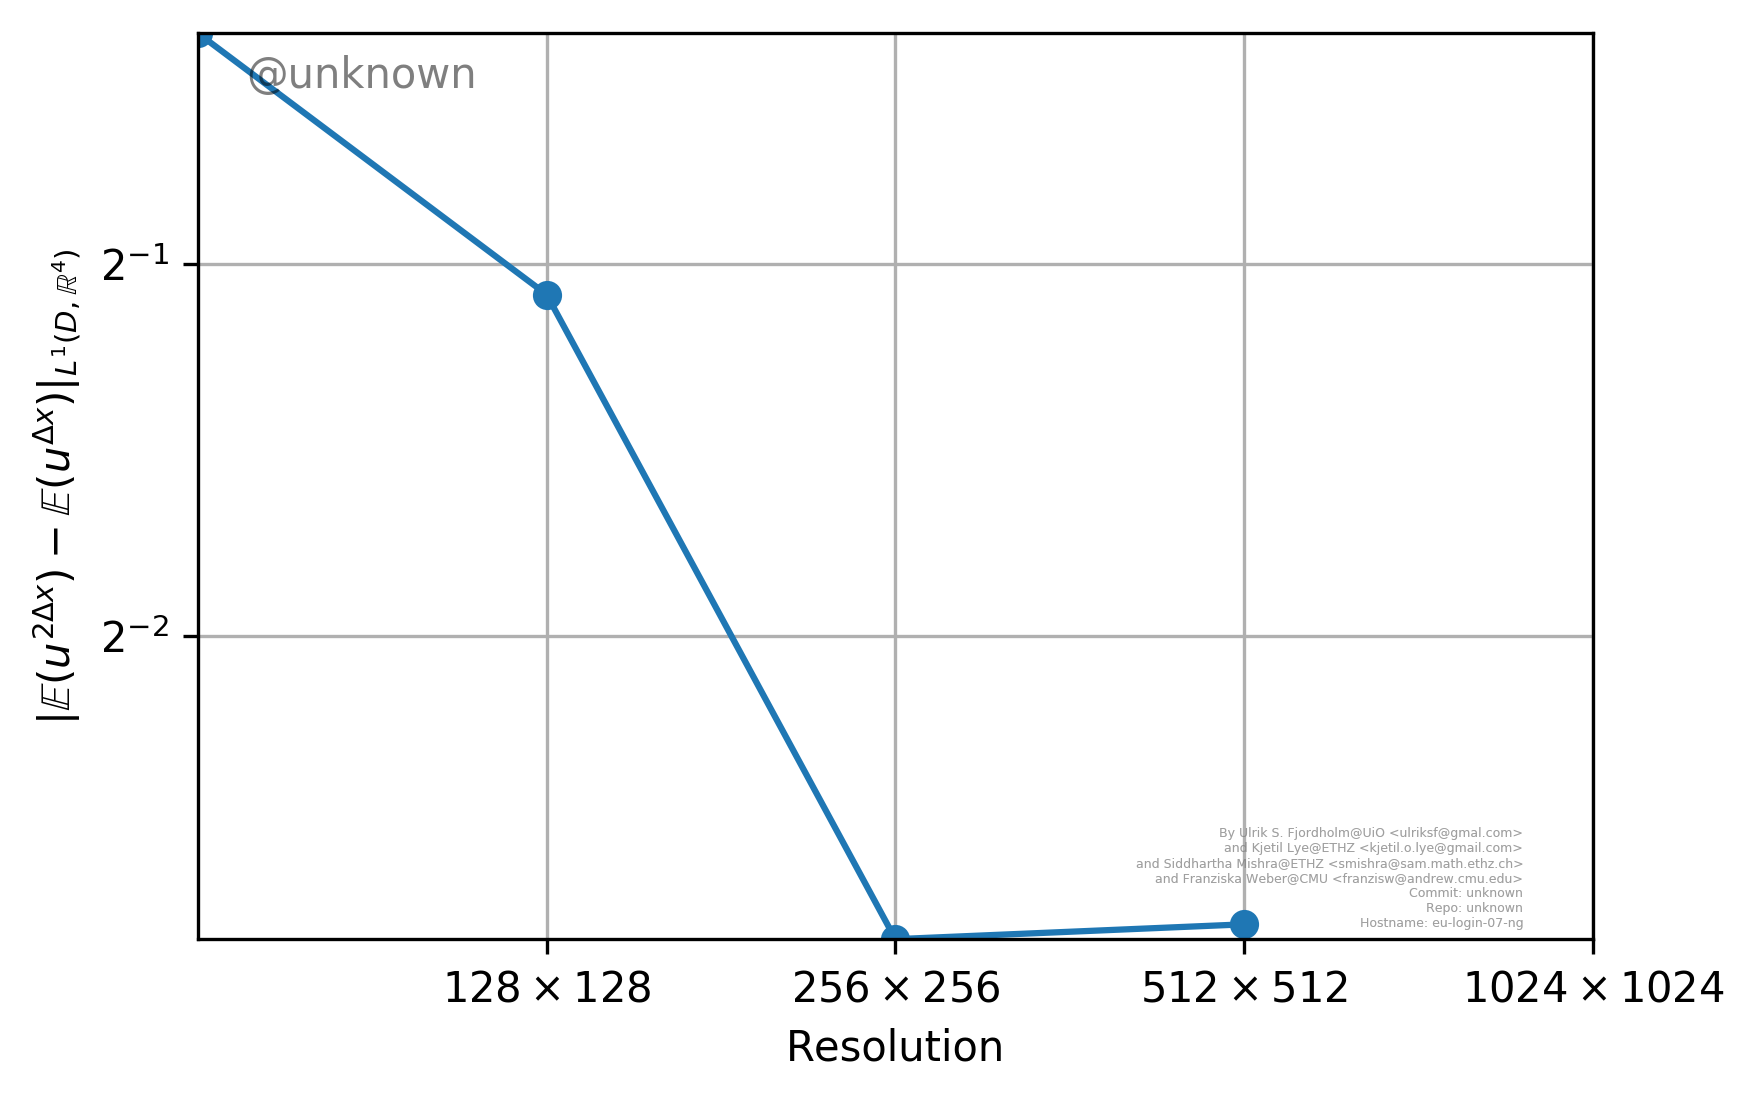 @unknown
2⁻¹
2⁻²
|𝔼(u^{2Δx}) − 𝔼(u^{Δx})|_{L¹(D, ℝ⁴)}
By Ulrik S. Fjordholm@UiO <ulriksf@gmal.com>
and Kjetil Lye@ETHZ <kjetil.o.lye@gmail.com>
and Siddhartha Mishra@ETHZ <smishra@sam.math.ethz.ch>
and Franziska Weber@CMU <franzisw@andrew.cmu.edu>
Commit: unknown
Repo: unknown
Hostname: eu-login-07-ng
128 × 128 256 × 256 512 × 512 1024 × 1024
Resolution